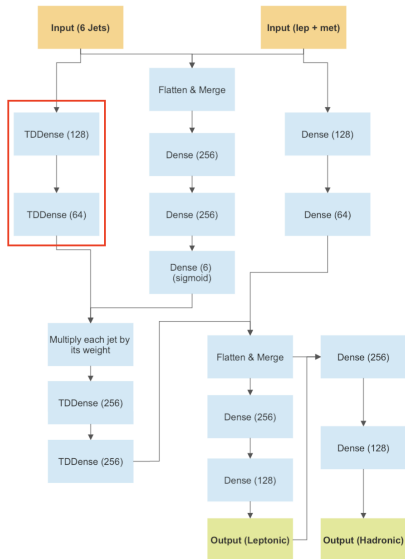 Input (6 Jets)
Input (lep + met)
Flatten & Merge
TDDense (128)
Dense (256)
Dense (128)
TDDense (64)
Dense (256)
Dense (64)
Dense (6)
(sigmoid)
Multiply each jet by
its weight
Flatten & Merge
Dense (256)
TDDense (256)
Dense (256)
TDDense (256)
Dense (128)
Dense (128)
Output (Leptonic)
Output (Hadronic)